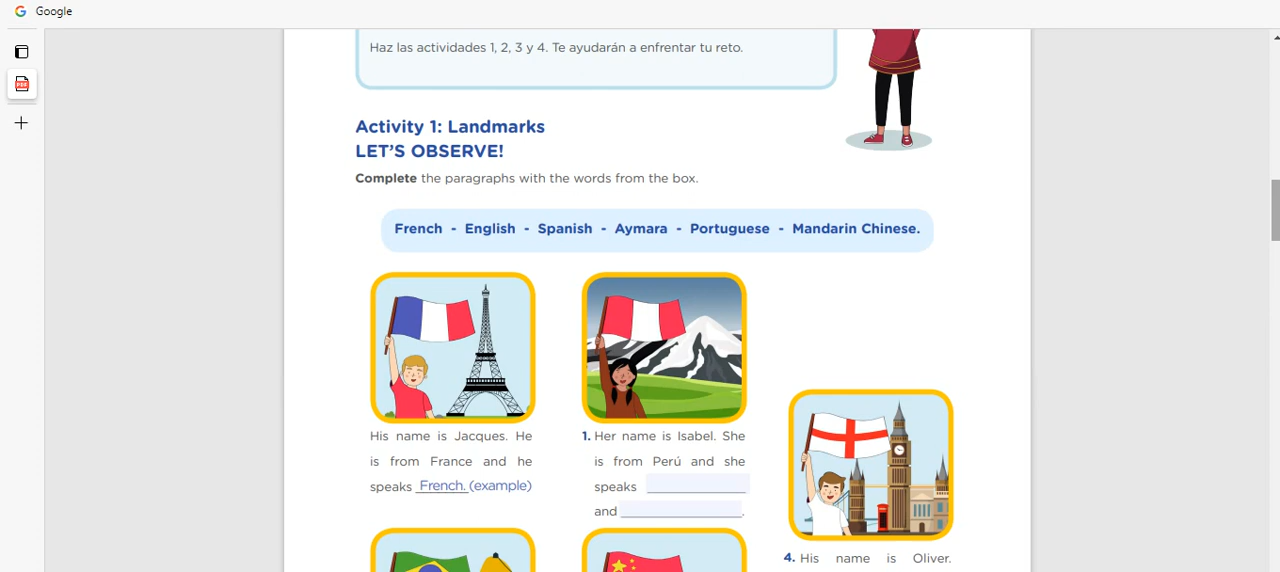 Google
Haz las actividades 1, 2, 3 y 4. Te ayudarán a enfrentar tu reto.
Activity 1: Landmarks
LET'S OBSERVE!
Complete the paragraphs with the words from the box.
French - English - Spanish - Aymara - Portuguese - Mandarin Chinese.
His name is Jacques. He
is from France and he
speaks French. (example)
1. Her name is Isabel. She
is from Perú and she
speaks
and .
4. His name is Oliver.
PDF